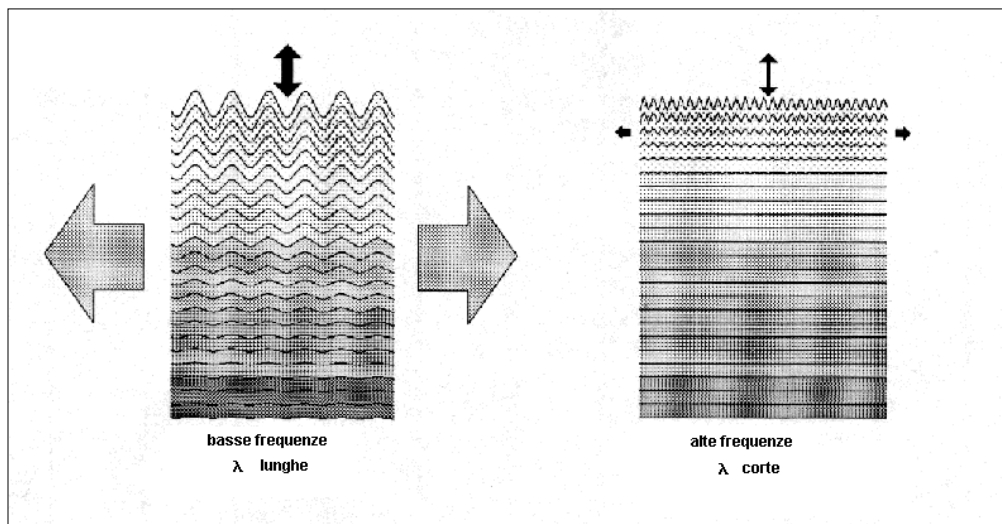 basse frequenze
λ lunghe
alte frequenze
λ corte